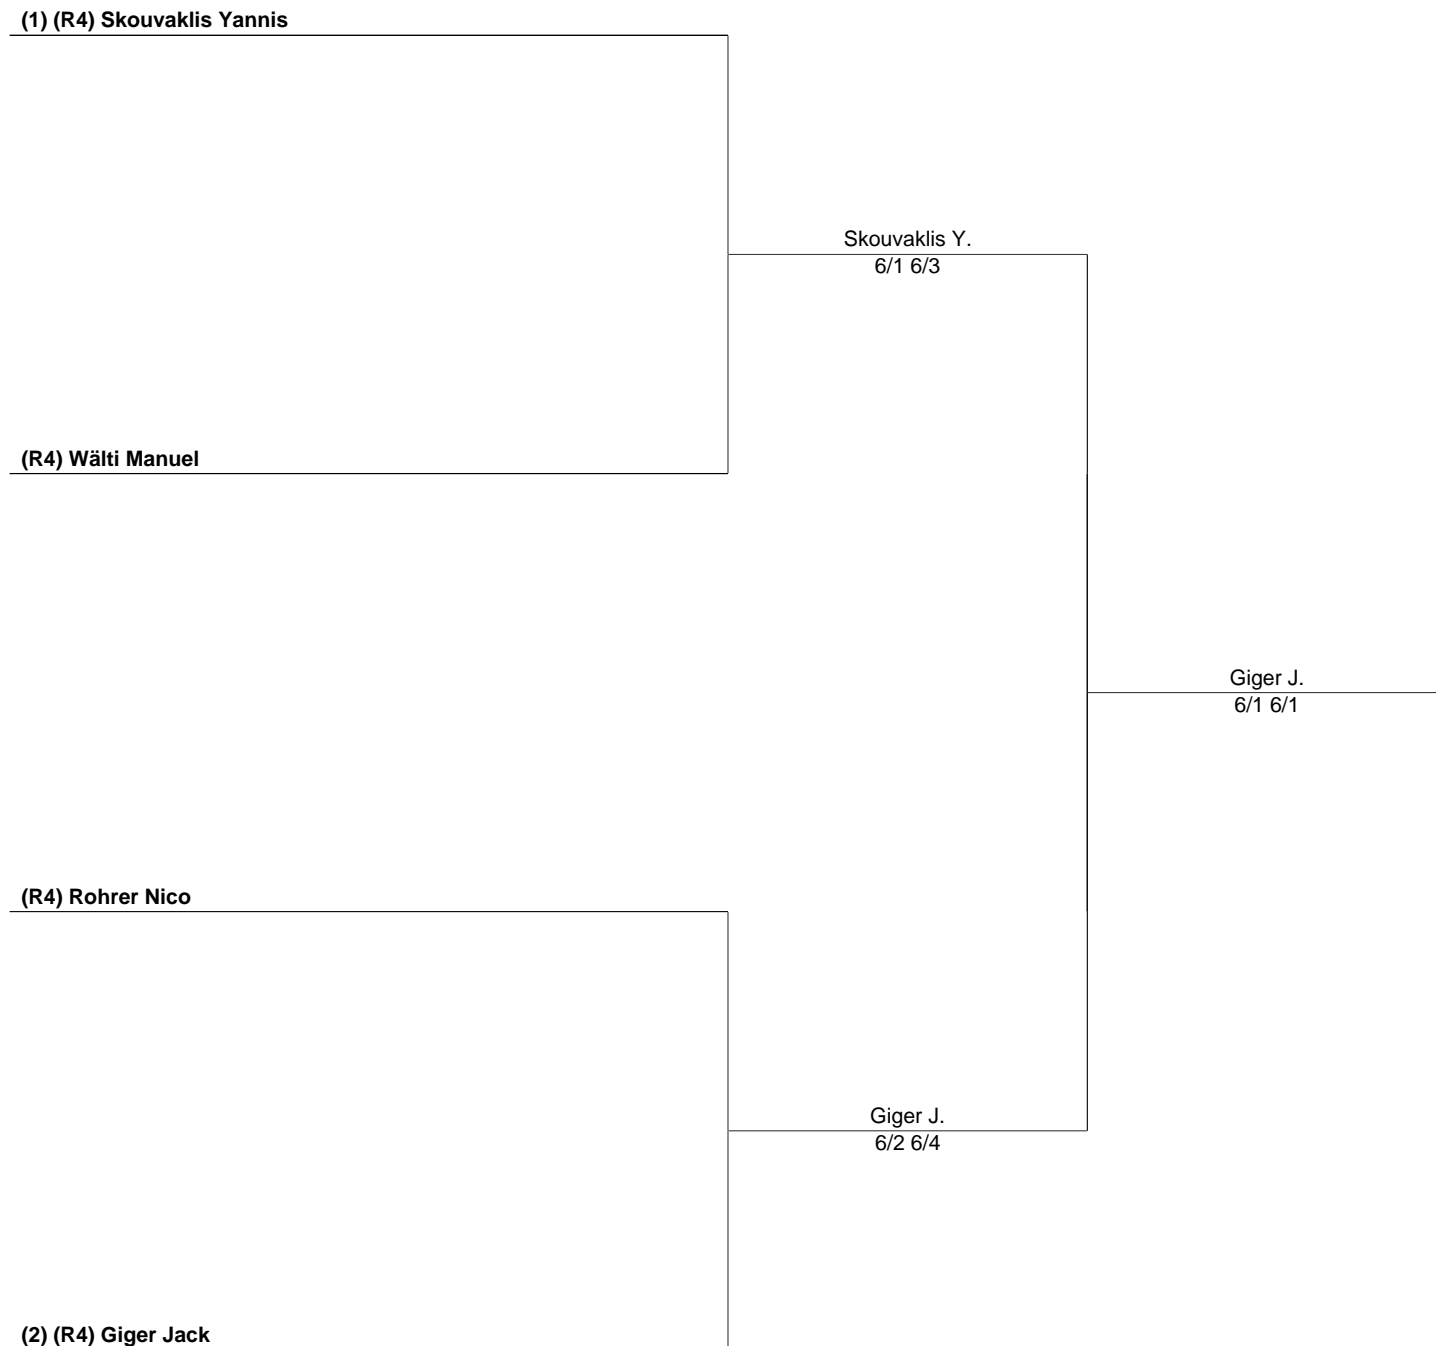 (1) (R4) Skouvaklis Yannis
Skouvaklis Y.
6/1 6/3
(R4) Wälti Manuel
Giger J.
6/1 6/1
(R4) Rohrer Nico
Giger J.
6/2 6/4
(2) (R4) Giger Jack